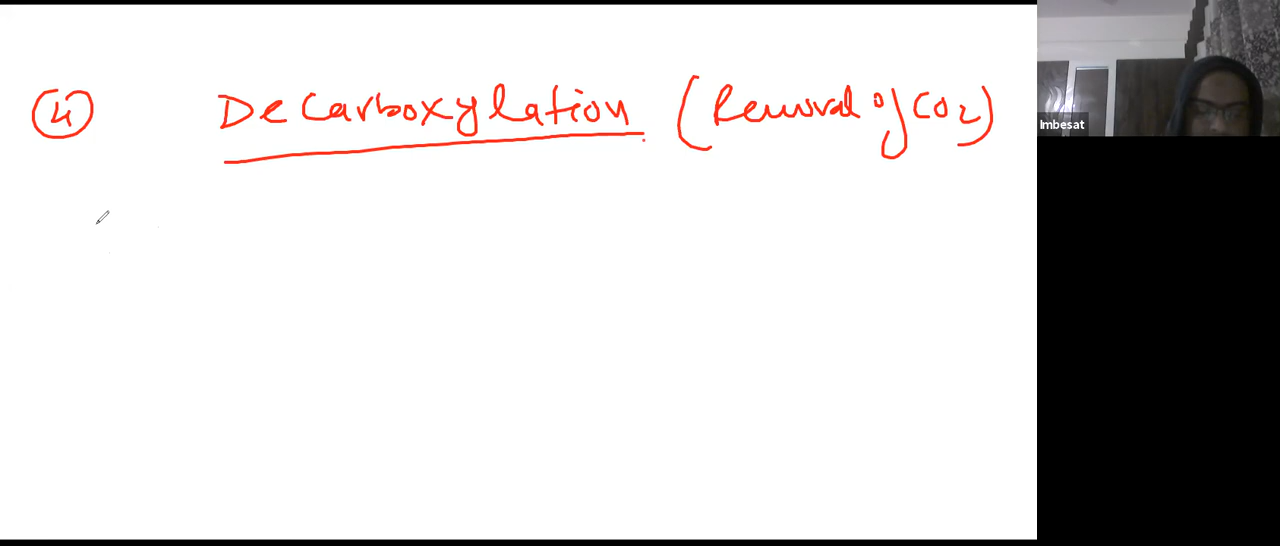 ④ Decarboxylation (Removal of CO2)
Imbesat